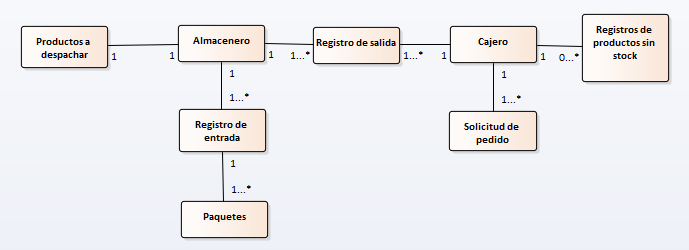 Productos a
despachar
1
1
Almacenero
1
1...*
Registro de salida
1...*
1
Cajero
1
0...*
Registros de
productos sin
stock
1
1...*
Registro de
entrada
1
1...*
Paquetes
1
1...*
Solicitud de
pedido